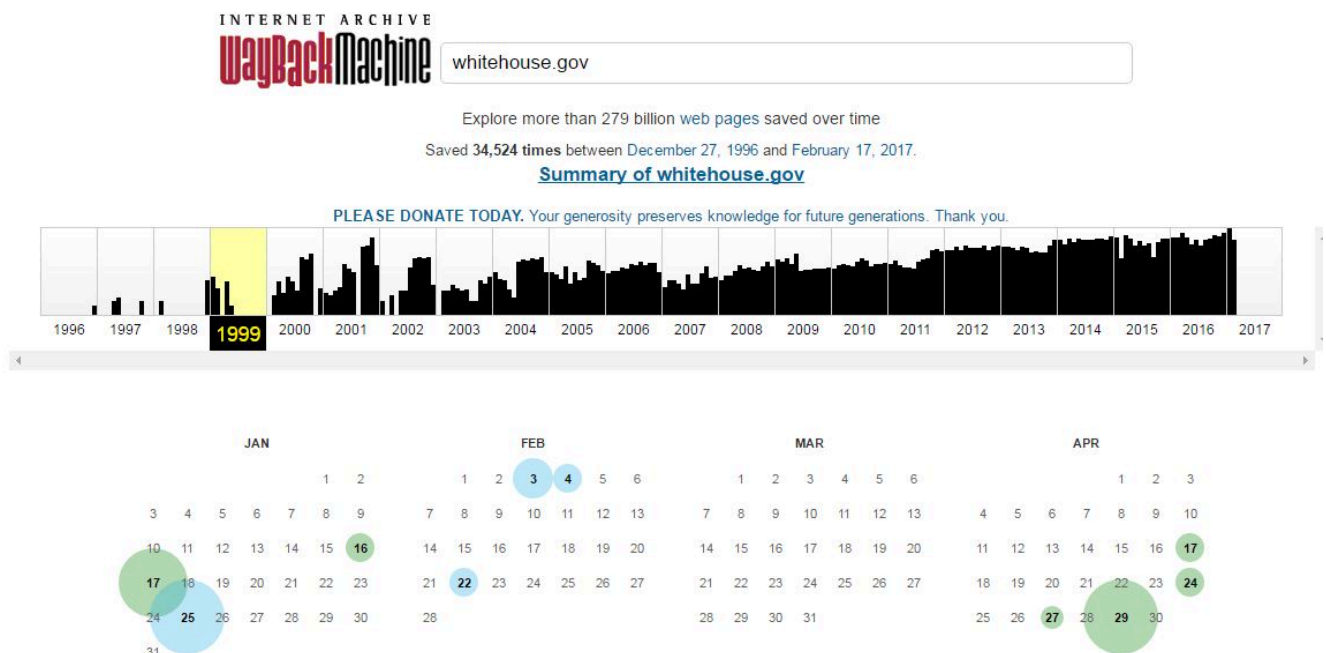 INTERNET ARCHIVE
WayBackMachine
whitehouse.gov
Explore more than 279 billion web pages saved over time
Saved 34,524 times between December 27, 1996 and February 17, 2017.
Summary of whitehouse.gov
PLEASE DONATE TODAY. Your generosity preserves knowledge for future generations. Thank you.
1996 1997 1998 1999 2000 2001 2002 2003 2004 2005 2006 2007 2008 2009 2010 2011 2012 2013 2014 2015 2016 2017
JAN FEB MAR APR
1 2 1 2 3 4 5 6 1 2 3 4 5 6 1 2 3
3 4 5 6 7 8 9 7 8 9 10 11 12 13 7 8 9 10 11 12 13 4 5 6 7 8 9 10
10 11 12 13 14 15 16 14 15 16 17 18 19 20 14 15 16 17 18 19 20 11 12 13 14 15 16 17
17 18 19 20 21 22 23 21 22 23 24 25 26 27 21 22 23 24 25 26 27 18 19 20 21 22 23 24
24 25 26 27 28 29 30 28 28 29 30 31 25 26 27 28 29 30
31